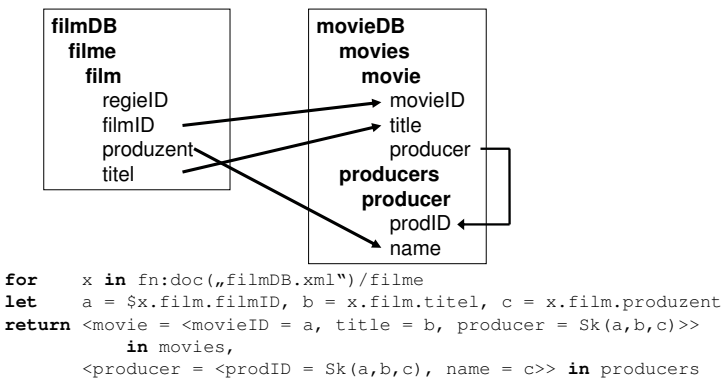 filmDB
filme
film
regieID
filmID
produzent
titel
movieDB
movies
movie
movieID
title
producer
producers
producer
prodID
name
for x in fn:doc(„filmDB.xml“)/filme
let a = $x.film.filmID, b = x.film.titel, c = x.film.produzent
return <movie = <movieID = a, title = b, producer = Sk(a,b,c)>>
in movies,
<producer = <prodID = Sk(a,b,c), name = c>> in producers